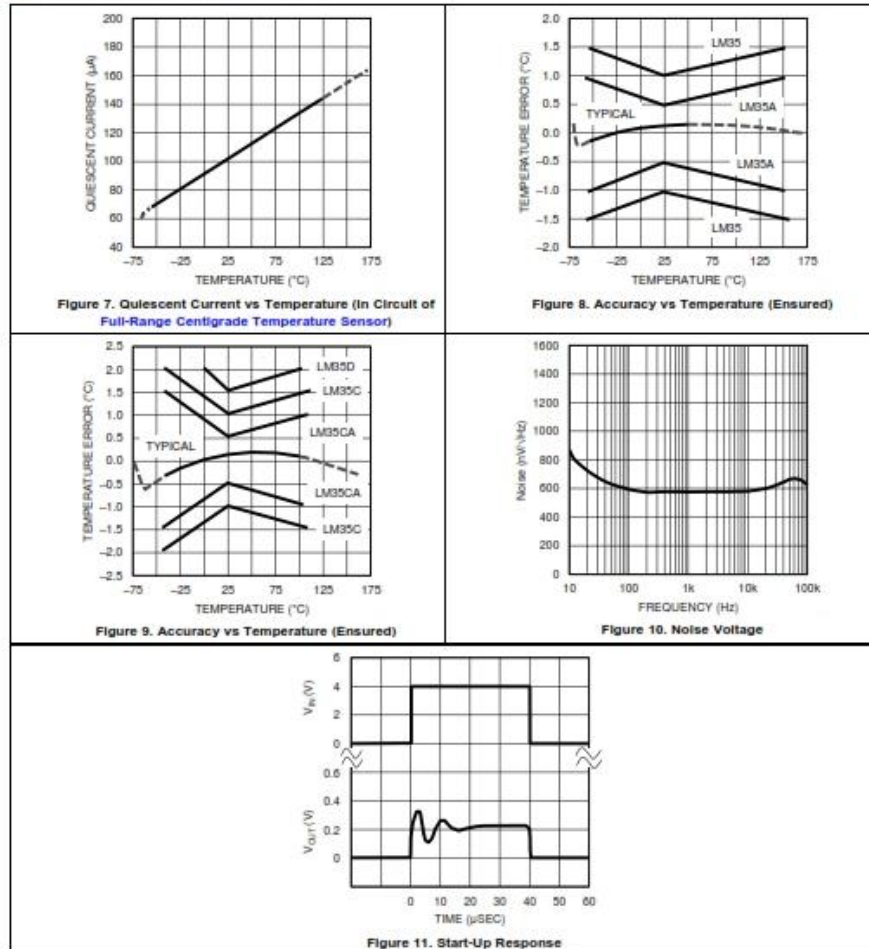 200
180
160
140
120
100
80
60
40
QUIESCENT CURRENT (µA)
−75 −25 25 75 125 175
TEMPERATURE (°C)
Figure 7. Quiescent Current vs Temperature (In Circuit of
Full-Range Centigrade Temperature Sensor)
2.0
1.5
1.0
0.5
0.0
−0.5
−1.0
−1.5
−2.0
TEMPERATURE ERROR (°C)
LM35
LM35A
TYPICAL
LM35A
LM35
−75 −25 25 75 125 175
TEMPERATURE (°C)
Figure 8. Accuracy vs Temperature (Ensured)
2.5
2.0
1.5
1.0
0.5
0.0
−0.5
−1.0
−1.5
−2.0
−2.5
TEMPERATURE ERROR (°C)
LM35D
LM35C
LM35CA
TYPICAL
LM35CA
LM35C
−75 −25 25 75 125 175
TEMPERATURE (°C)
Figure 9. Accuracy vs Temperature (Ensured)
1600
1400
1200
1000
800
600
400
200
0
Noise (nV/√Hz)
10 100 1k 10k 100k
FREQUENCY (Hz)
Figure 10. Noise Voltage
6
4
2
0
VIN (V)
0.6
0.4
0.2
0
VOUT (V)
0 10 20 30 40 50 60
TIME (µSEC)
Figure 11. Start-Up Response